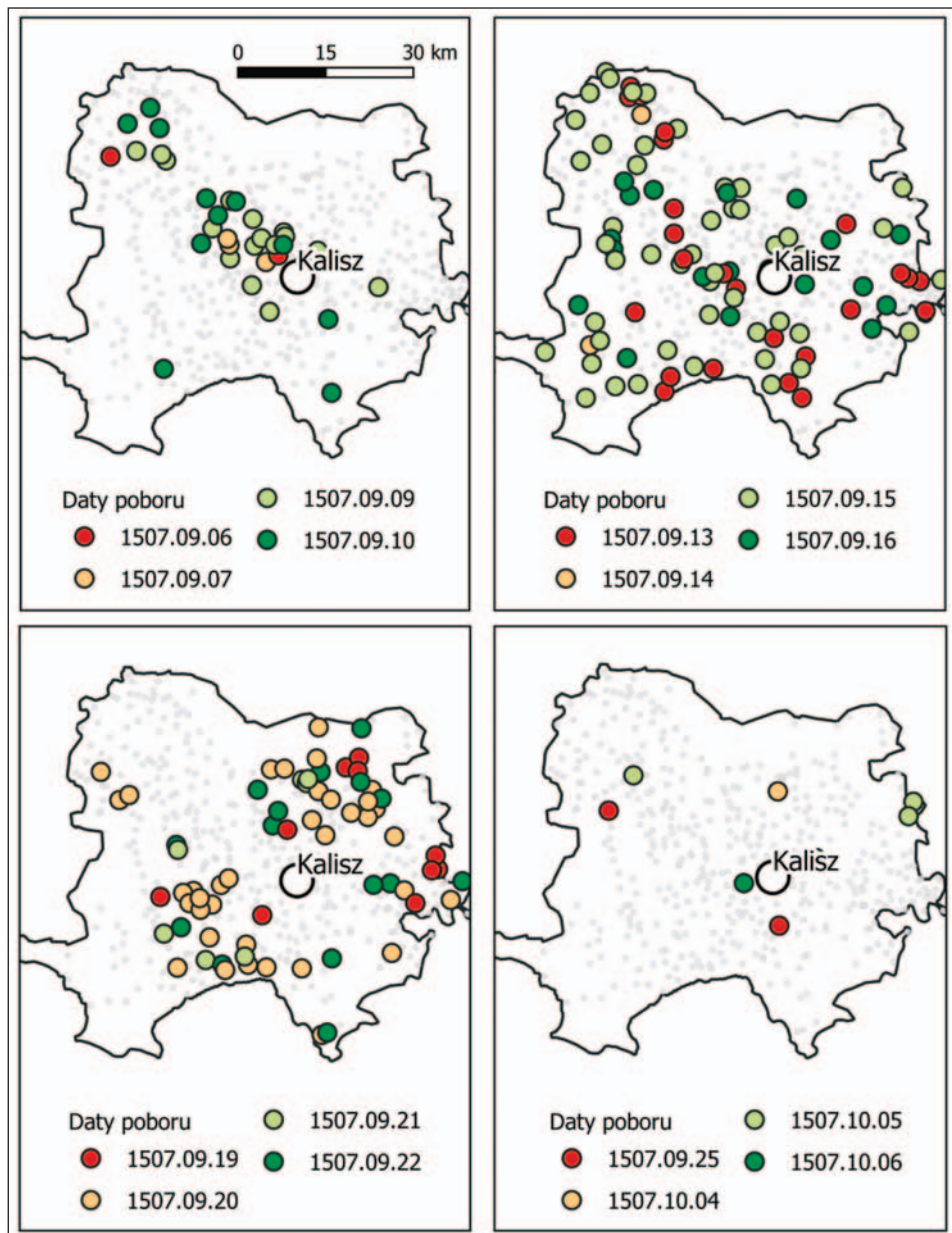 0 15 30 km
Kalisz
Daty poboru
1507.09.06
1507.09.07
1507.09.09
1507.09.10
Kalisz
Daty poboru
1507.09.13
1507.09.14
1507.09.15
1507.09.16
Kalisz
Daty poboru
1507.09.19
1507.09.20
1507.09.21
1507.09.22
Kalisz
Daty poboru
1507.09.25
1507.10.04
1507.10.05
1507.10.06